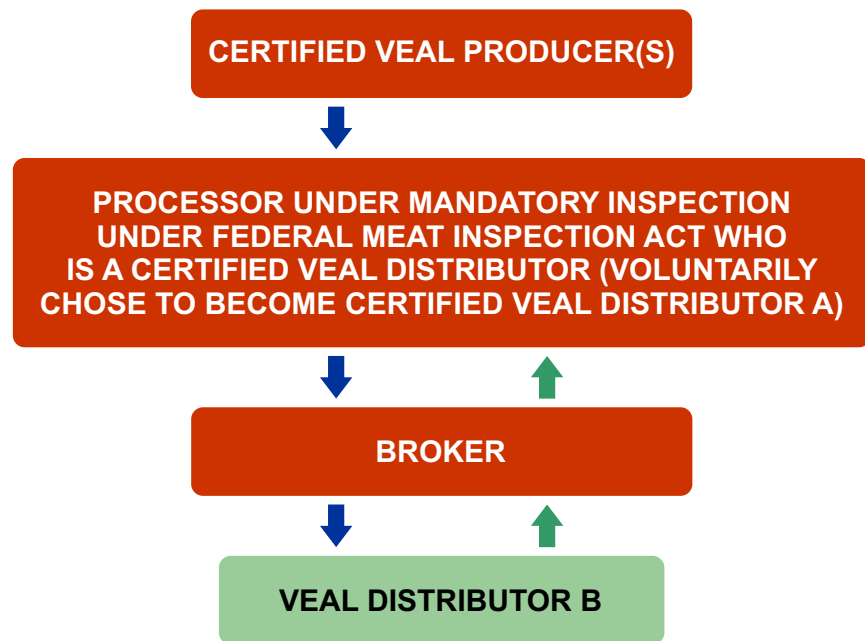 CERTIFIED VEAL PRODUCER(S)
PROCESSOR UNDER MANDATORY INSPECTION
UNDER FEDERAL MEAT INSPECTION ACT WHO
IS A CERTIFIED VEAL DISTRIBUTOR (VOLUNTARILY
CHOSE TO BECOME CERTIFIED VEAL DISTRIBUTOR A)
BROKER
VEAL DISTRIBUTOR B